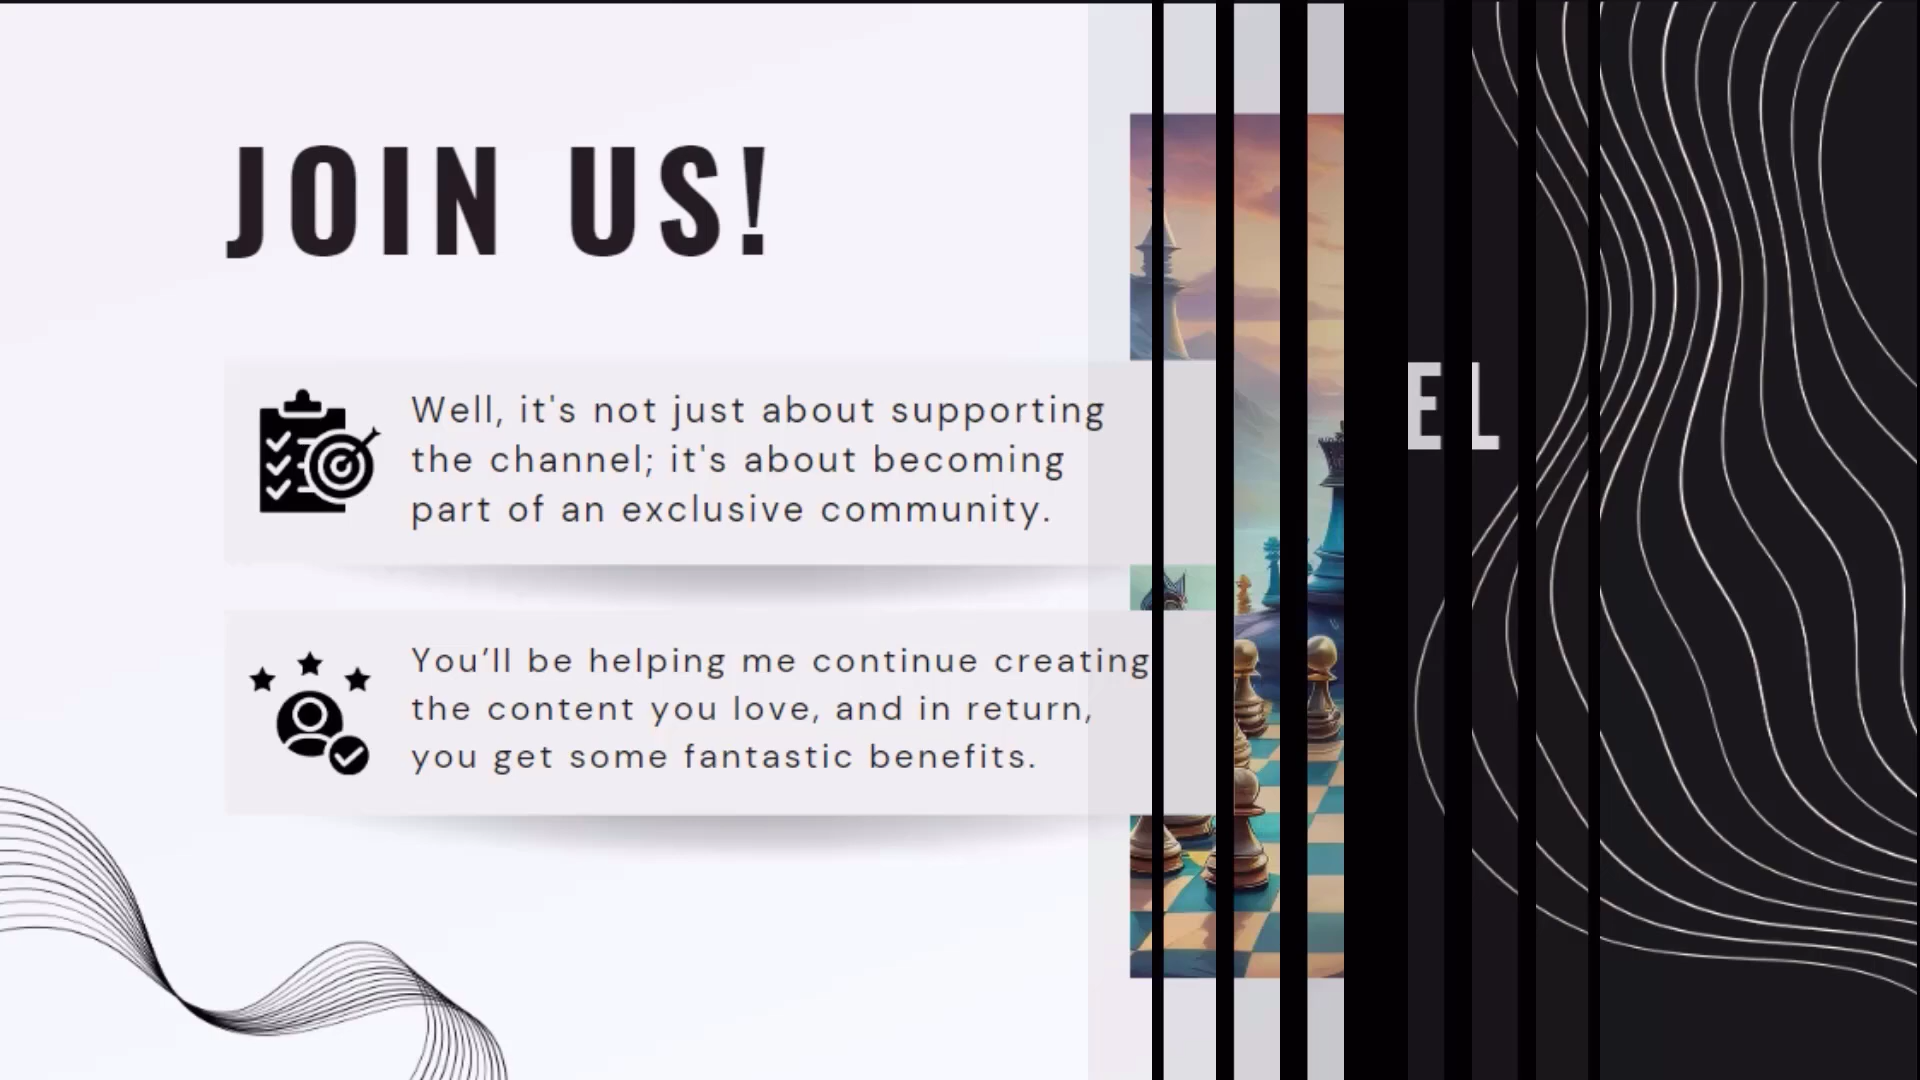 JOIN US!
Well, it's not just about supporting
the channel; it's about becoming
part of an exclusive community.
You’ll be helping me continue creating
the content you love, and in return,
you get some fantastic benefits.
EL